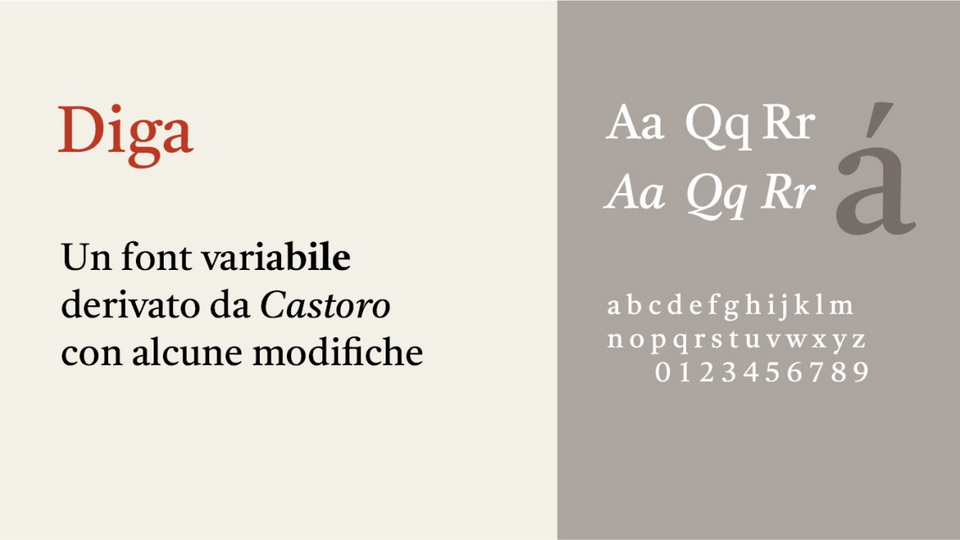 Diga
Un font variabile
derivato da Castoro
con alcune modifiche
Aa Qq Rr
Aa Qq Rr
á
a b c d e f g h i j k l m
n o p q r s t u v w x y z
0 1 2 3 4 5 6 7 8 9